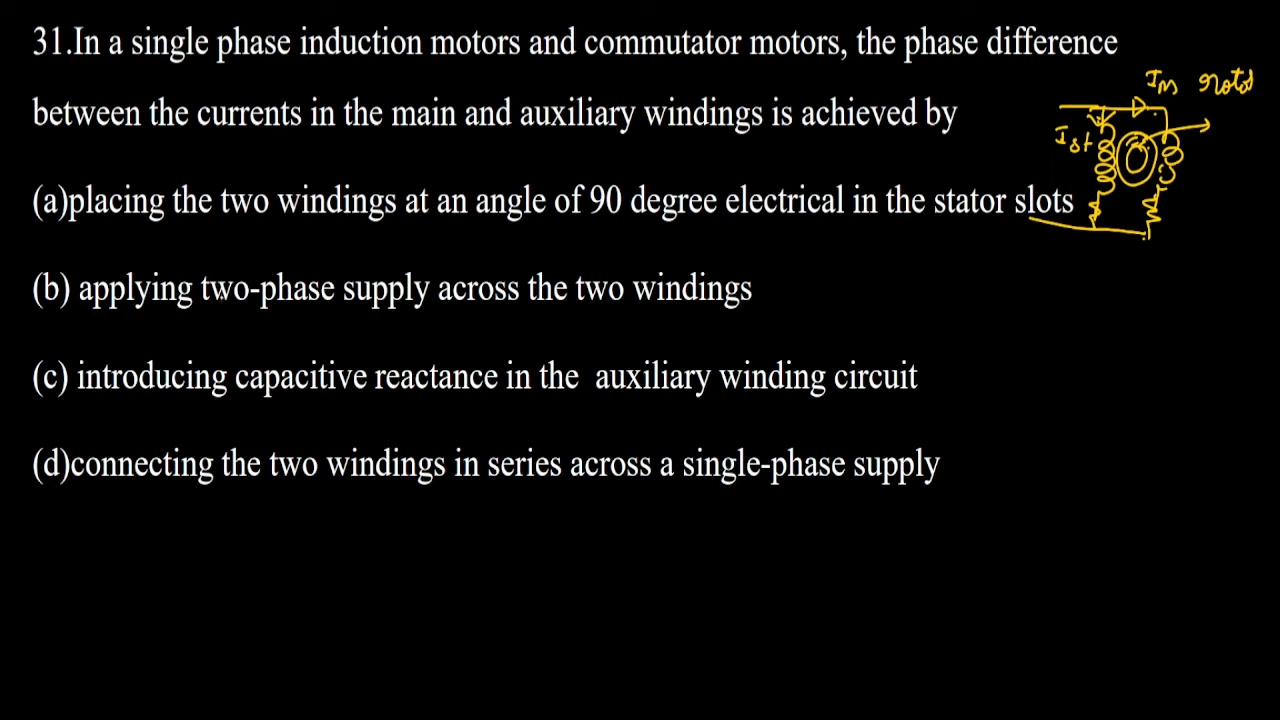 31.In a single phase induction motors and commutator motors, the phase difference
between the currents in the main and auxiliary windings is achieved by
(a)placing the two windings at an angle of 90 degree electrical in the stator slots
(b) applying two-phase supply across the two windings
(c) introducing capacitive reactance in the auxiliary winding circuit
(d)connecting the two windings in series across a single-phase supply
Im rotor
Ist